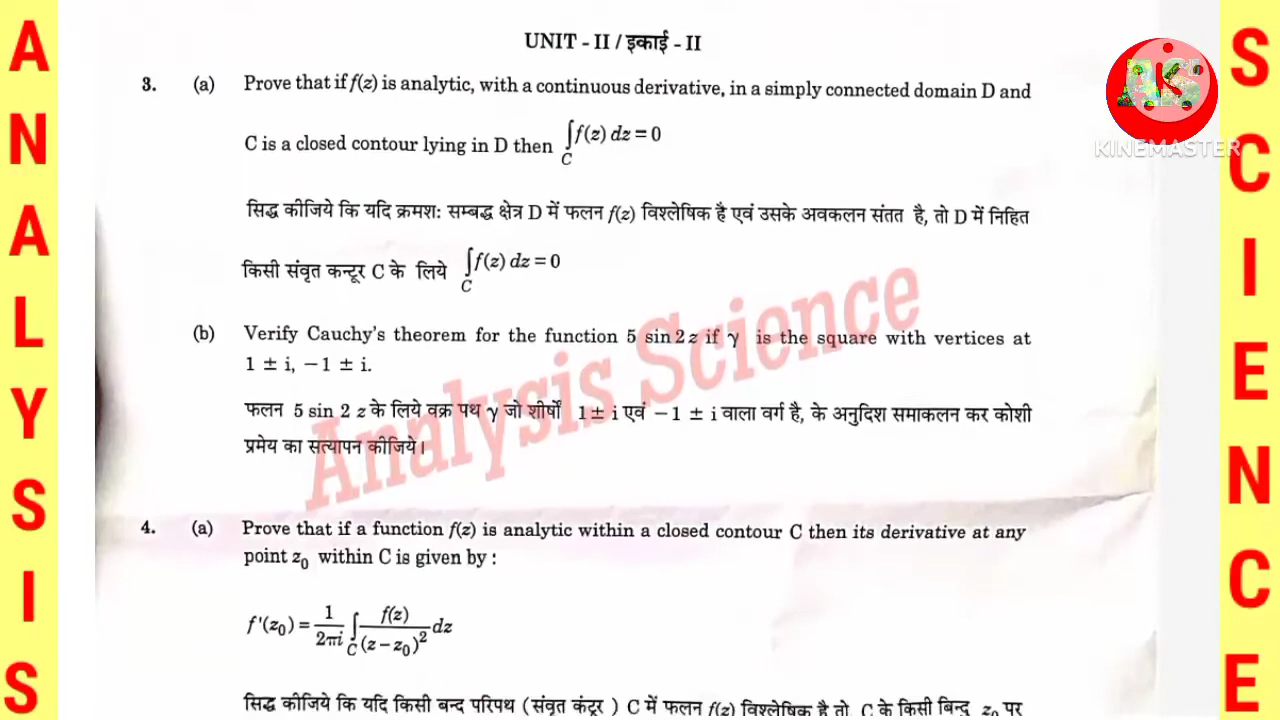 UNIT - II / इकाई - II
3. (a) Prove that if f(z) is analytic, with a continuous derivative, in a simply connected domain D and
C is a closed contour lying in D then ∫_C f(z) dz = 0
सिद्ध कीजिये कि यदि क्रमशः सम्बद्ध क्षेत्र D में फलन f(z) विश्लेषिक है एवं उसके अवकलन संतत है, तो D में निहित
किसी संवृत कन्टूर C के लिये ∫_C f(z) dz = 0
(b) Verify Cauchy's theorem for the function 5 sin 2 z if γ is the square with vertices at
1 ± i, −1 ± i.
फलन 5 sin 2 z के लिये वक्र पथ γ जो शीर्षों 1 ± i एवं −1 ± i वाला वर्ग है, के अनुदिश समाकलन कर कोशी
प्रमेय का सत्यापन कीजिये।
4. (a) Prove that if a function f(z) is analytic within a closed contour C then its derivative at any
point z₀ within C is given by :
f'(z₀) = 1/2πi ∫_C f(z)/(z − z₀)² dz
सिद्ध कीजिये कि यदि किसी बन्द परिपथ (संवृत कंटूर ) C में फलन f(z) विश्लेषिक है तो, C के किसी बिन्दु z₀ पर
ANALYSIS
SCIENCE
Analysis Science
AS
K
KINEMASTER